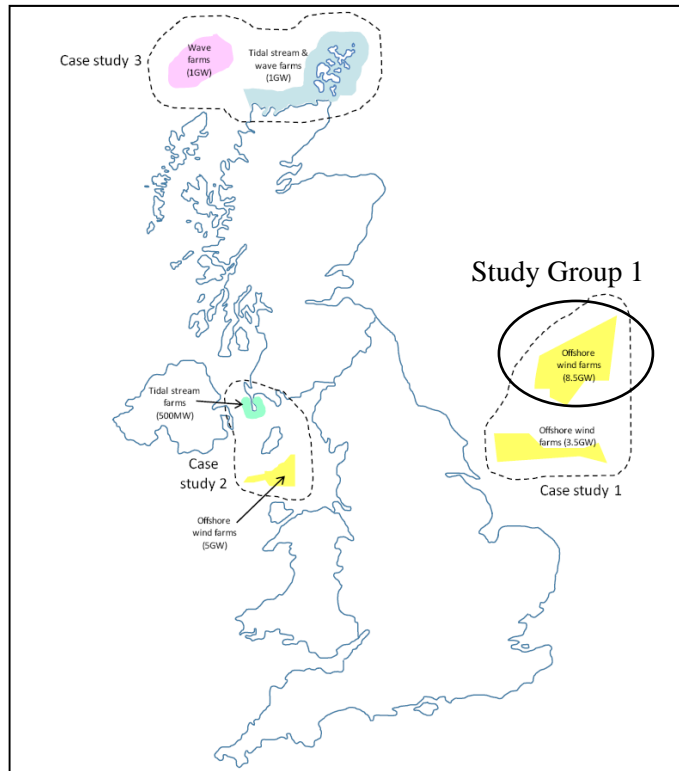 Case study 3
Wave
farms
(1GW)
Tidal stream &
wave farms
(1GW)
Study Group 1
Offshore
wind farms
(8.5GW)
Offshore wind
farms (3.5GW)
Case study 1
Tidal stream
farms
(500MW)
Case
study 2
Offshore
wind farms
(5GW)